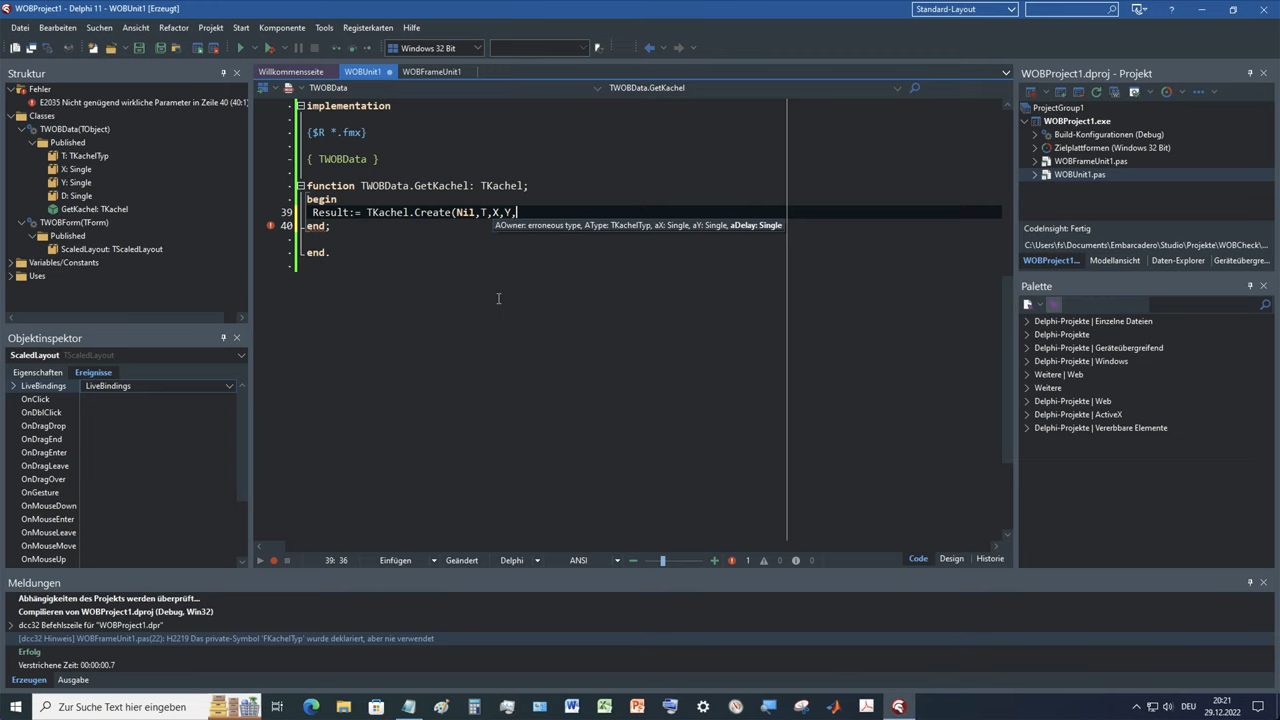 WOBProject1 - Delphi 11 - WOBUnit1 [Erzeugt]
Standard-Layout
Datei Bearbeiten Suchen Ansicht Refactor Projekt Start Komponente Tools Registerkarten Hilfe
Windows 32 Bit
Struktur
Fehler
E2035 Nicht genügend wirkliche Parameter in Zeile 40 (40:1)
Classes
TWOBData(TObject)
Published
T: TKachelTyp
X: Single
Y: Single
D: Single
GetKachel: TKachel
TWOBForm(TForm)
Published
ScaledLayout: TScaledLayout
Variables/Constants
Uses
Objektinspektor
ScaledLayout TScaledLayout
Eigenschaften Ereignisse
LiveBindings LiveBindings
OnClick
OnDblClick
OnDragDrop
OnDragEnd
OnDragEnter
OnDragLeave
OnDragOver
OnGesture
OnMouseDown
OnMouseEnter
OnMouseLeave
OnMouseMove
OnMouseUp
Willkommensseite WOBUnit1 WOBFrameUnit1
TWOBData TWOBData.GetKachel
implementation
{$R *.fmx}
{ TWOBData }
function TWOBData.GetKachel: TKachel;
begin
39 Result:= TKachel.Create(Nil,T,X,Y,
AOwner: erroneous type, AType: TKachelTyp, aX: Single, aY: Single, aDelay: Single
40 end;
end.
39: 36 Einfügen Geändert Delphi ANSI 1 0 0 Code Design History
WOBProject1.dproj - Projekt
ProjectGroup1
WOBProject1.exe
Build-Konfigurationen (Debug)
Zielplattformen (Windows 32 Bit)
WOBFrameUnit1.pas
WOBUnit1.pas
CodeInsight: Fertig
C:\Users\fs\Documents\Embarcadero\Studio\Projekte\WOBCheck\...
WOBProject1... Modellansicht Daten-Explorer Geräteübergre...
Palette
Delphi-Projekte | Einzelne Dateien
Delphi-Projekte
Delphi-Projekte | Geräteübergreifend
Delphi-Projekte | Windows
Weitere | Web
Weitere
Delphi-Projekte | Web
Delphi-Projekte | ActiveX
Delphi-Projekte | Vererbbare Elemente
Meldungen
Abhängigkeiten des Projekts werden überprüft...
Compilieren von WOBProject1.dproj (Debug, Win32)
dcc32 Befehlszeile für "WOBProject1.dpr"
[dcc32 Hinweis] WOBFrameUnit1.pas(22): H2219 Das private-Symbol 'FKachelTyp' wurde deklariert, aber nie verwendet
Erfolg
Verstrichene Zeit: 00:00:00.7
Erzeugen Ausgabe
Zur Suche Text hier eingeben
DEU
20:21
29.12.2022